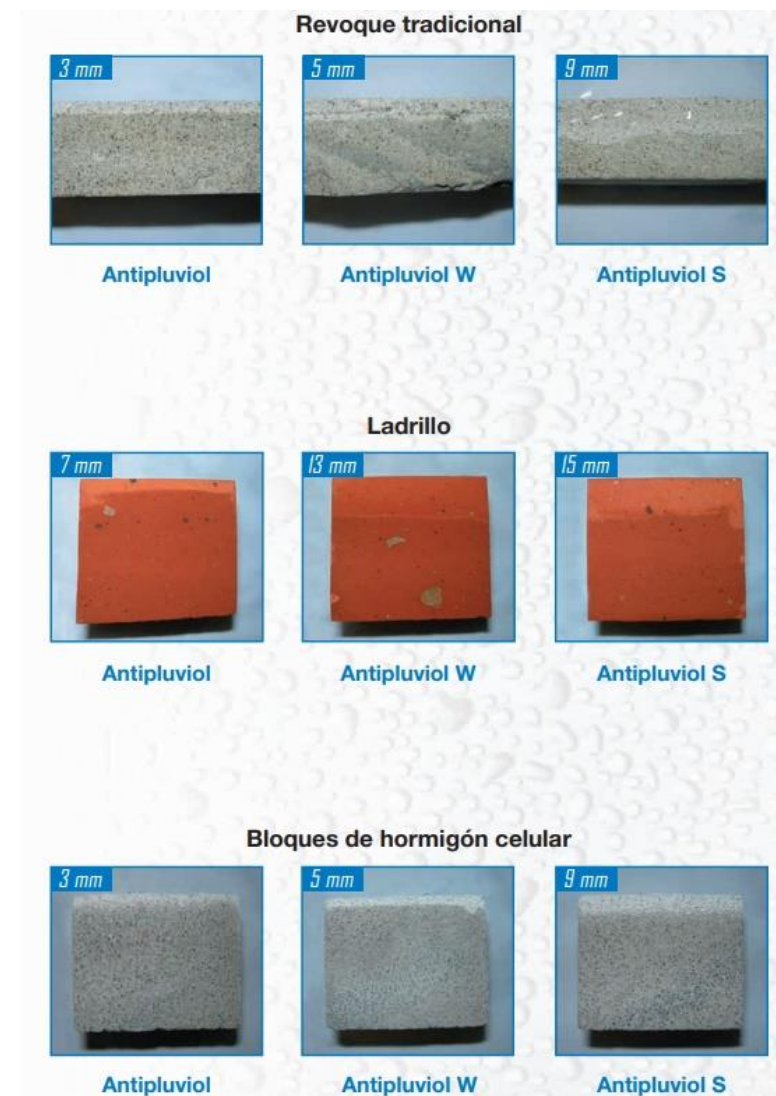 Revoque tradicional
3 mm
5 mm
9 mm
Antipluviol
Antipluviol W
Antipluviol S
Ladrillo
7 mm
13 mm
15 mm
Antipluviol
Antipluviol W
Antipluviol S
Bloques de hormigón celular
3 mm
5 mm
9 mm
Antipluviol
Antipluviol W
Antipluviol S